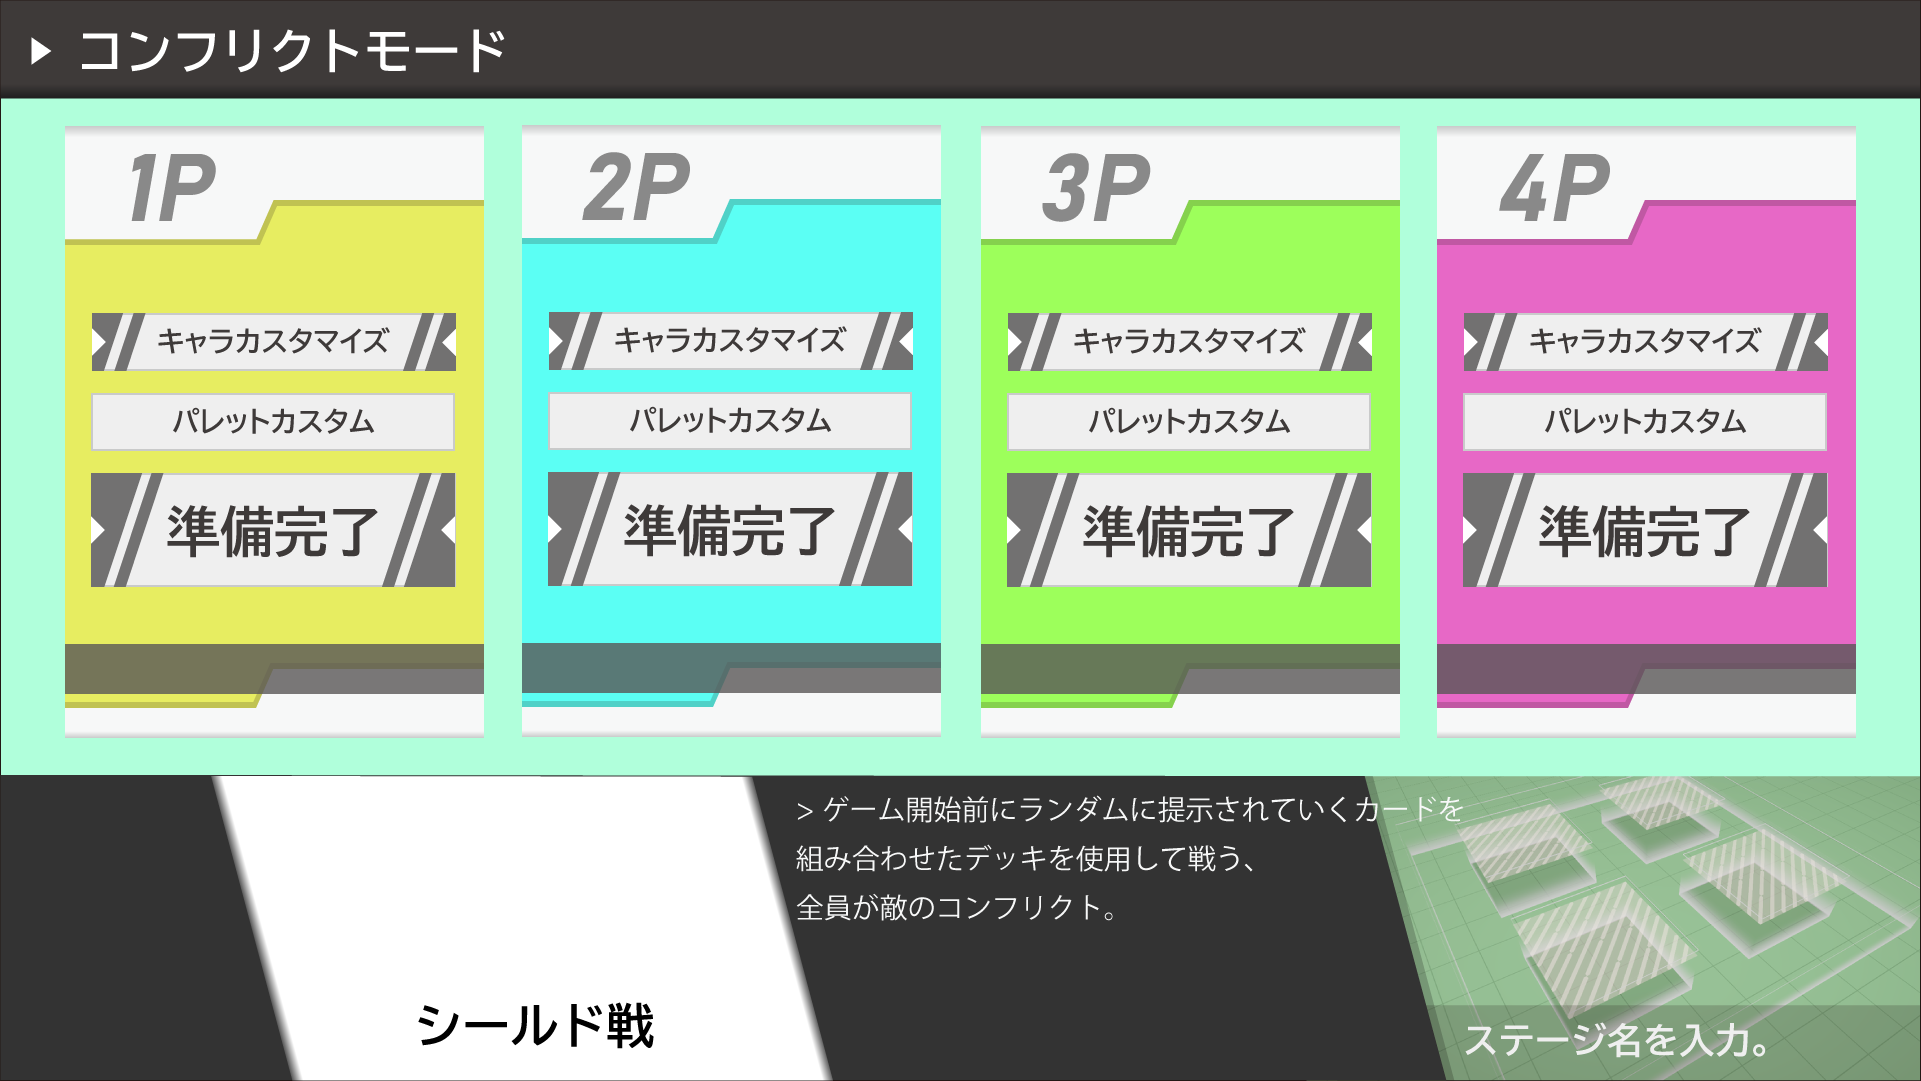 コンフリクトモード
1P
キャラカスタマイズ
パレットカスタム
準備完了
2P
キャラカスタマイズ
パレットカスタム
準備完了
3P
キャラカスタマイズ
パレットカスタム
準備完了
4P
キャラカスタマイズ
パレットカスタム
準備完了
シールド戦
> ゲーム開始前にランダムに提示されていくカードを
組み合わせたデッキを使用して戦う、
全員が敵のコンフリクト。
ステージ名を入力。